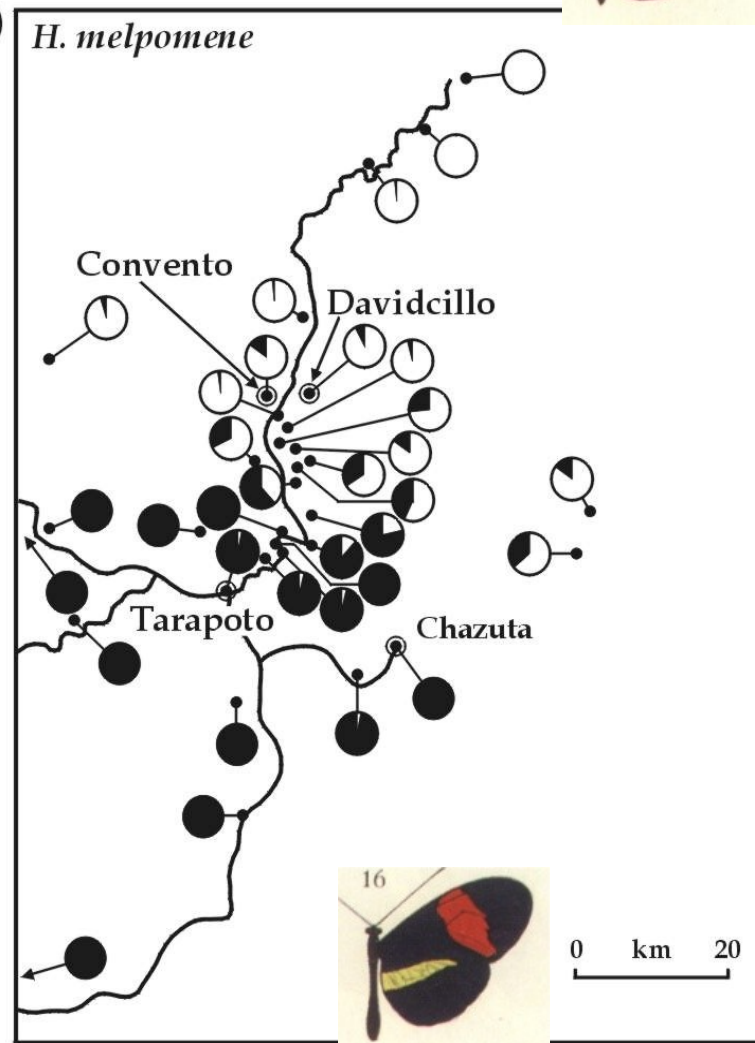 )
H. melpomene
Convento
Davidcillo
Tarapoto
Chazuta
16
0 km 20